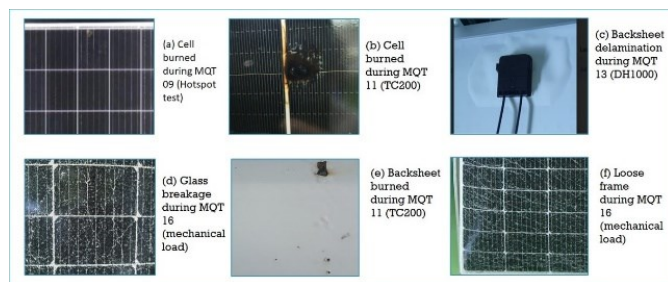 (a) Cell
burned
during MQT
09 (Hotspot
test)
(b) Cell
burned
during MQT
11 (TC200)
(c) Backsheet
delamination
during MQT
13 (DH1000)
(d) Glass
breakage
during MQT
16
(mechanical
load)
(e) Backsheet
burned
during MQT
11 (TC200)
(f) Loose
frame
during MQT
16
(mechanical
load)